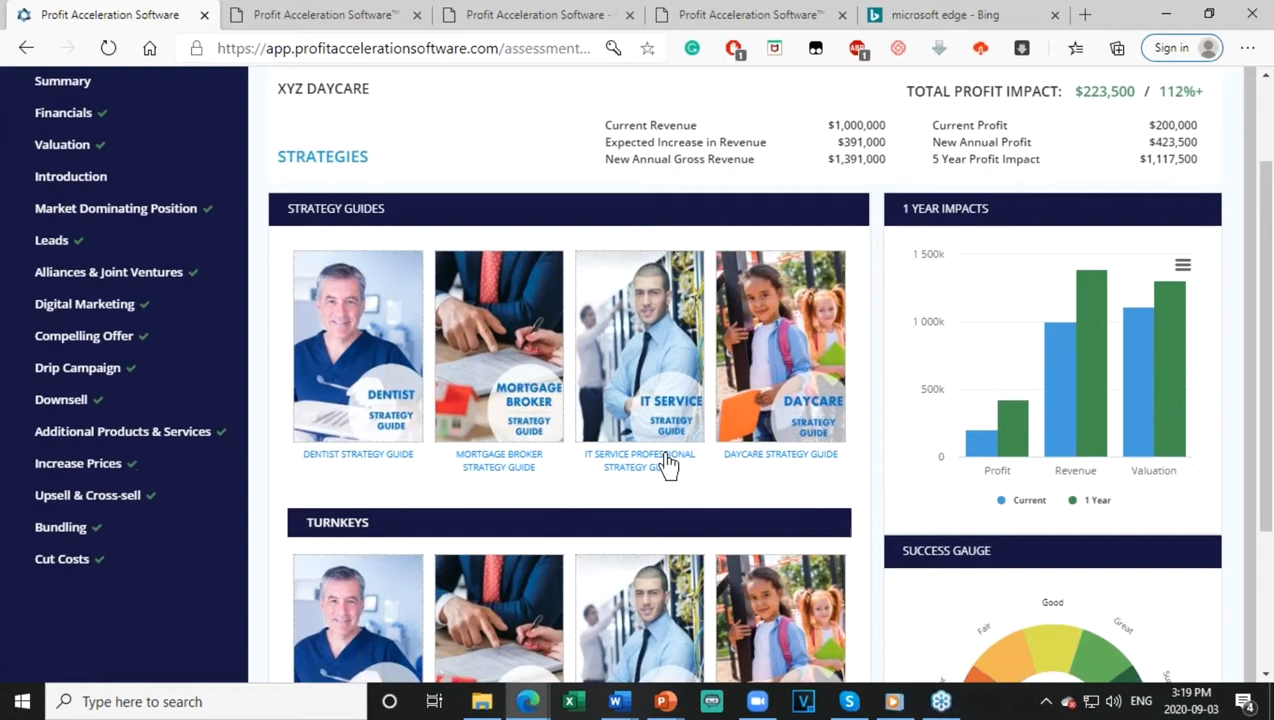 Profit Acceleration Software
Profit Acceleration Software™
Profit Acceleration Software -
Profit Acceleration Software™
microsoft edge - Bing
https://app.profitaccelerationsoftware.com/assessment...
1
1
Sign in
Summary
Financials
Valuation
Introduction
Market Dominating Position
Leads
Alliances & Joint Ventures
Digital Marketing
Compelling Offer
Drip Campaign
Downsell
Additional Products & Services
Increase Prices
Upsell & Cross-sell
Bundling
Cut Costs
XYZ DAYCARE
TOTAL PROFIT IMPACT: $223,500 / 112%+
STRATEGIES
Current Revenue $1,000,000
Expected Increase in Revenue $391,000
New Annual Gross Revenue $1,391,000
Current Profit $200,000
New Annual Profit $423,500
5 Year Profit Impact $1,117,500
STRATEGY GUIDES
DENTIST
STRATEGY
GUIDE
MORTGAGE
BROKER
STRATEGY
GUIDE
IT SERVICE
STRATEGY
GUIDE
DAYCARE
STRATEGY
GUIDE
DENTIST STRATEGY GUIDE
MORTGAGE BROKER
STRATEGY GUIDE
IT SERVICE PROFESSIONAL
STRATEGY
DAYCARE STRATEGY GUIDE
TURNKEYS
1 YEAR IMPACTS
1 500k
1 000k
500k
0
Profit
Revenue
Valuation
Current
1 Year
SUCCESS GAUGE
Fair
Good
Great
Type here to search
ENG
3:19 PM
2020-09-03
4